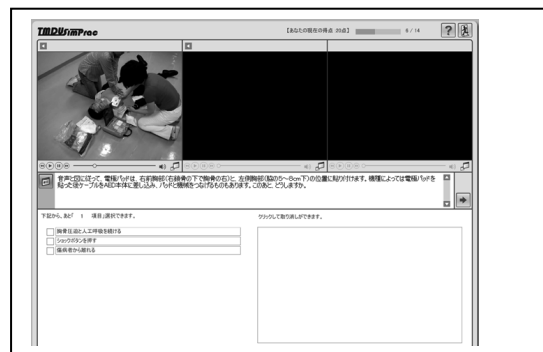 TMDUSimPrac
【あなたの現在の得点 20点】 8 / 14 ?
音声と図に従って、電極パッドは、右前胸部(右鎖骨の下で胸骨の右)と、左側胸部(脇の5～8cm下)の位置に貼り付けます。機種によっては電極パッドを
貼った後ケーブルをAED本体に差し込み、パッドと機械をつなげるものもあります。このあと、どうしますか。
下記から、あと「 1 項目」選択できます。
クリックして取り消しができます。
胸骨圧迫と人工呼吸を続ける
ショックボタンを押す
傷病者から離れる